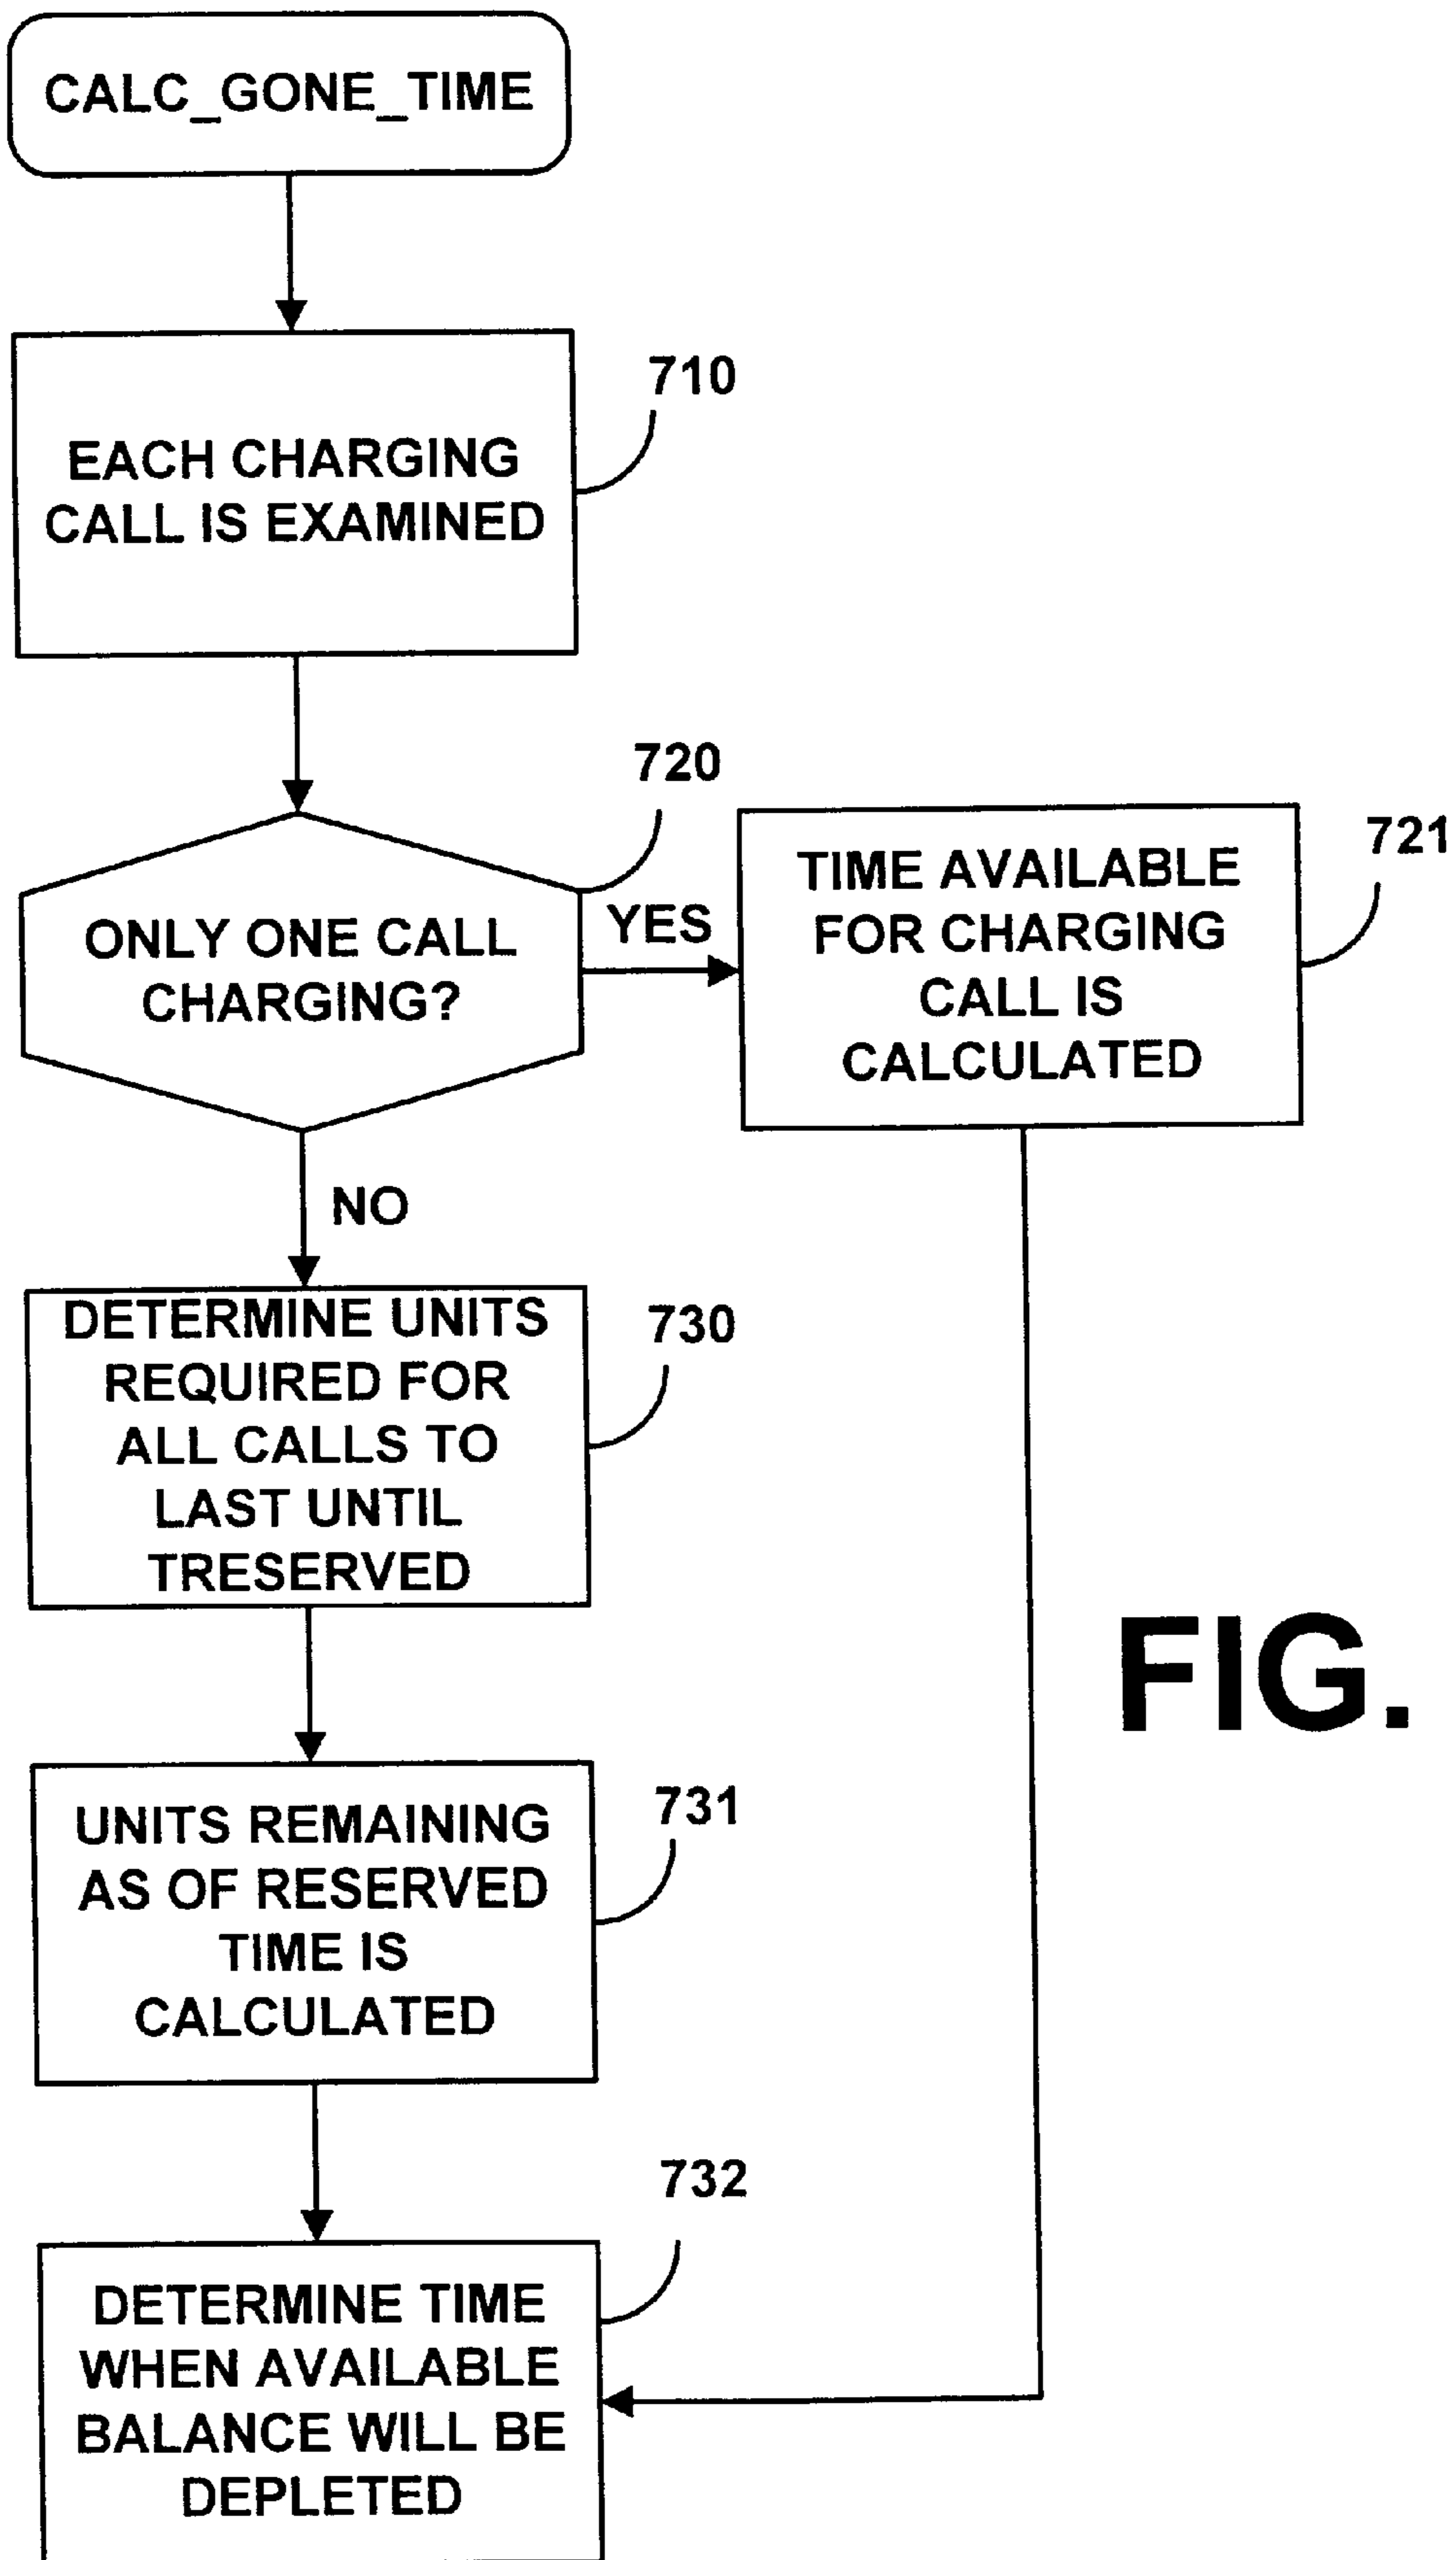 CALC_GONE_TIME
710
EACH CHARGING
CALL IS EXAMINED
720
ONLY ONE CALL
CHARGING?
YES
721
TIME AVAILABLE
FOR CHARGING
CALL IS
CALCULATED
NO
730
DETERMINE UNITS
REQUIRED FOR
ALL CALLS TO
LAST UNTIL
TRESERVED
FIG.
731
UNITS REMAINING
AS OF RESERVED
TIME IS
CALCULATED
732
DETERMINE TIME
WHEN AVAILABLE
BALANCE WILL BE
DEPLETED